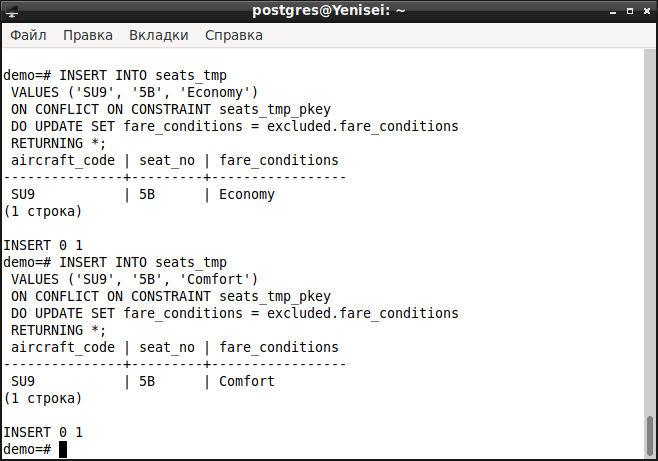 postgres@Yenisei: ~
Файл Правка Вкладки Справка
demo=# INSERT INTO seats_tmp
 VALUES ('SU9', '5B', 'Economy')
 ON CONFLICT ON CONSTRAINT seats_tmp_pkey
 DO UPDATE SET fare_conditions = excluded.fare_conditions
 RETURNING *;
 aircraft_code | seat_no | fare_conditions
---------------+---------+-----------------
 SU9           | 5B      | Economy
(1 строка)

INSERT 0 1
demo=# INSERT INTO seats_tmp
 VALUES ('SU9', '5B', 'Comfort')
 ON CONFLICT ON CONSTRAINT seats_tmp_pkey
 DO UPDATE SET fare_conditions = excluded.fare_conditions
 RETURNING *;
 aircraft_code | seat_no | fare_conditions
---------------+---------+-----------------
 SU9           | 5B      | Comfort
(1 строка)

INSERT 0 1
demo=#